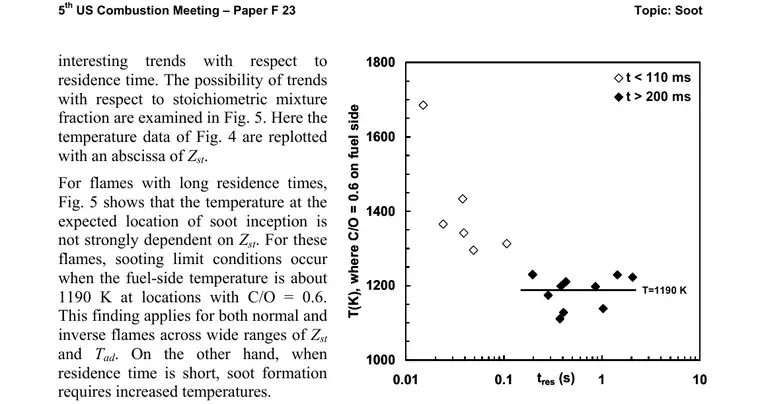 5th US Combustion Meeting – Paper F 23
Topic: Soot
interesting trends with respect to
residence time. The possibility of trends
with respect to stoichiometric mixture
fraction are examined in Fig. 5. Here the
temperature data of Fig. 4 are replotted
with an abscissa of Zst.
For flames with long residence times,
Fig. 5 shows that the temperature at the
expected location of soot inception is
not strongly dependent on Zst. For these
flames, sooting limit conditions occur
when the fuel-side temperature is about
1190 K at locations with C/O = 0.6.
This finding applies for both normal and
inverse flames across wide ranges of Zst
and Tad. On the other hand, when
residence time is short, soot formation
requires increased temperatures.
T(K), where C/O = 0.6 on fuel side
1800
1600
1400
1200
1000
t < 110 ms
t > 200 ms
T=1190 K
0.01
0.1
tres (s)
1
10